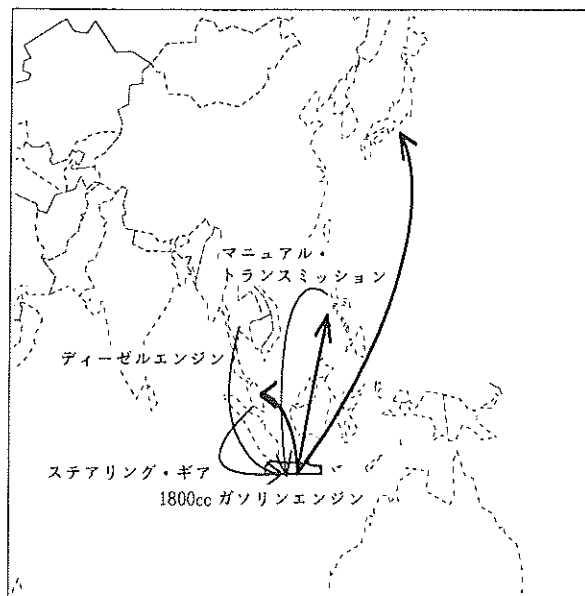 マニュアル・
トランスミッション
ディーゼルエンジン
ステアリング・ギア
1800cc ガソリンエンジン